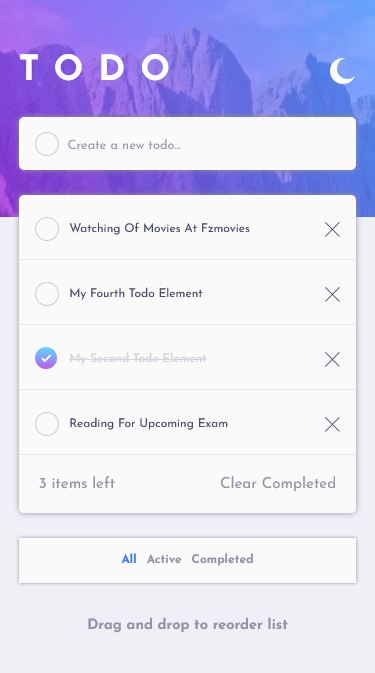 TODO
Create a new todo...
Watching Of Movies At Fzmovies
My Fourth Todo Element
My Second Todo Element
Reading For Upcoming Exam
3 items left Clear Completed
All Active Completed
Drag and drop to reorder list